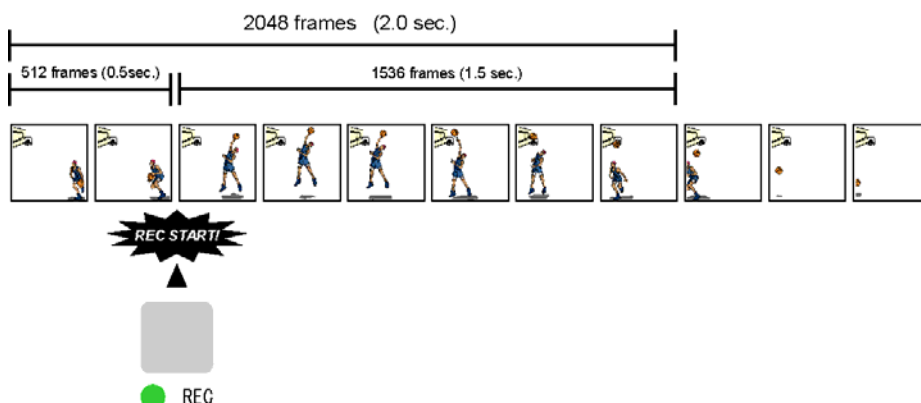 2048 frames (2.0 sec.)
512 frames (0.5sec.)
1536 frames (1.5 sec.)
REC START!
REC